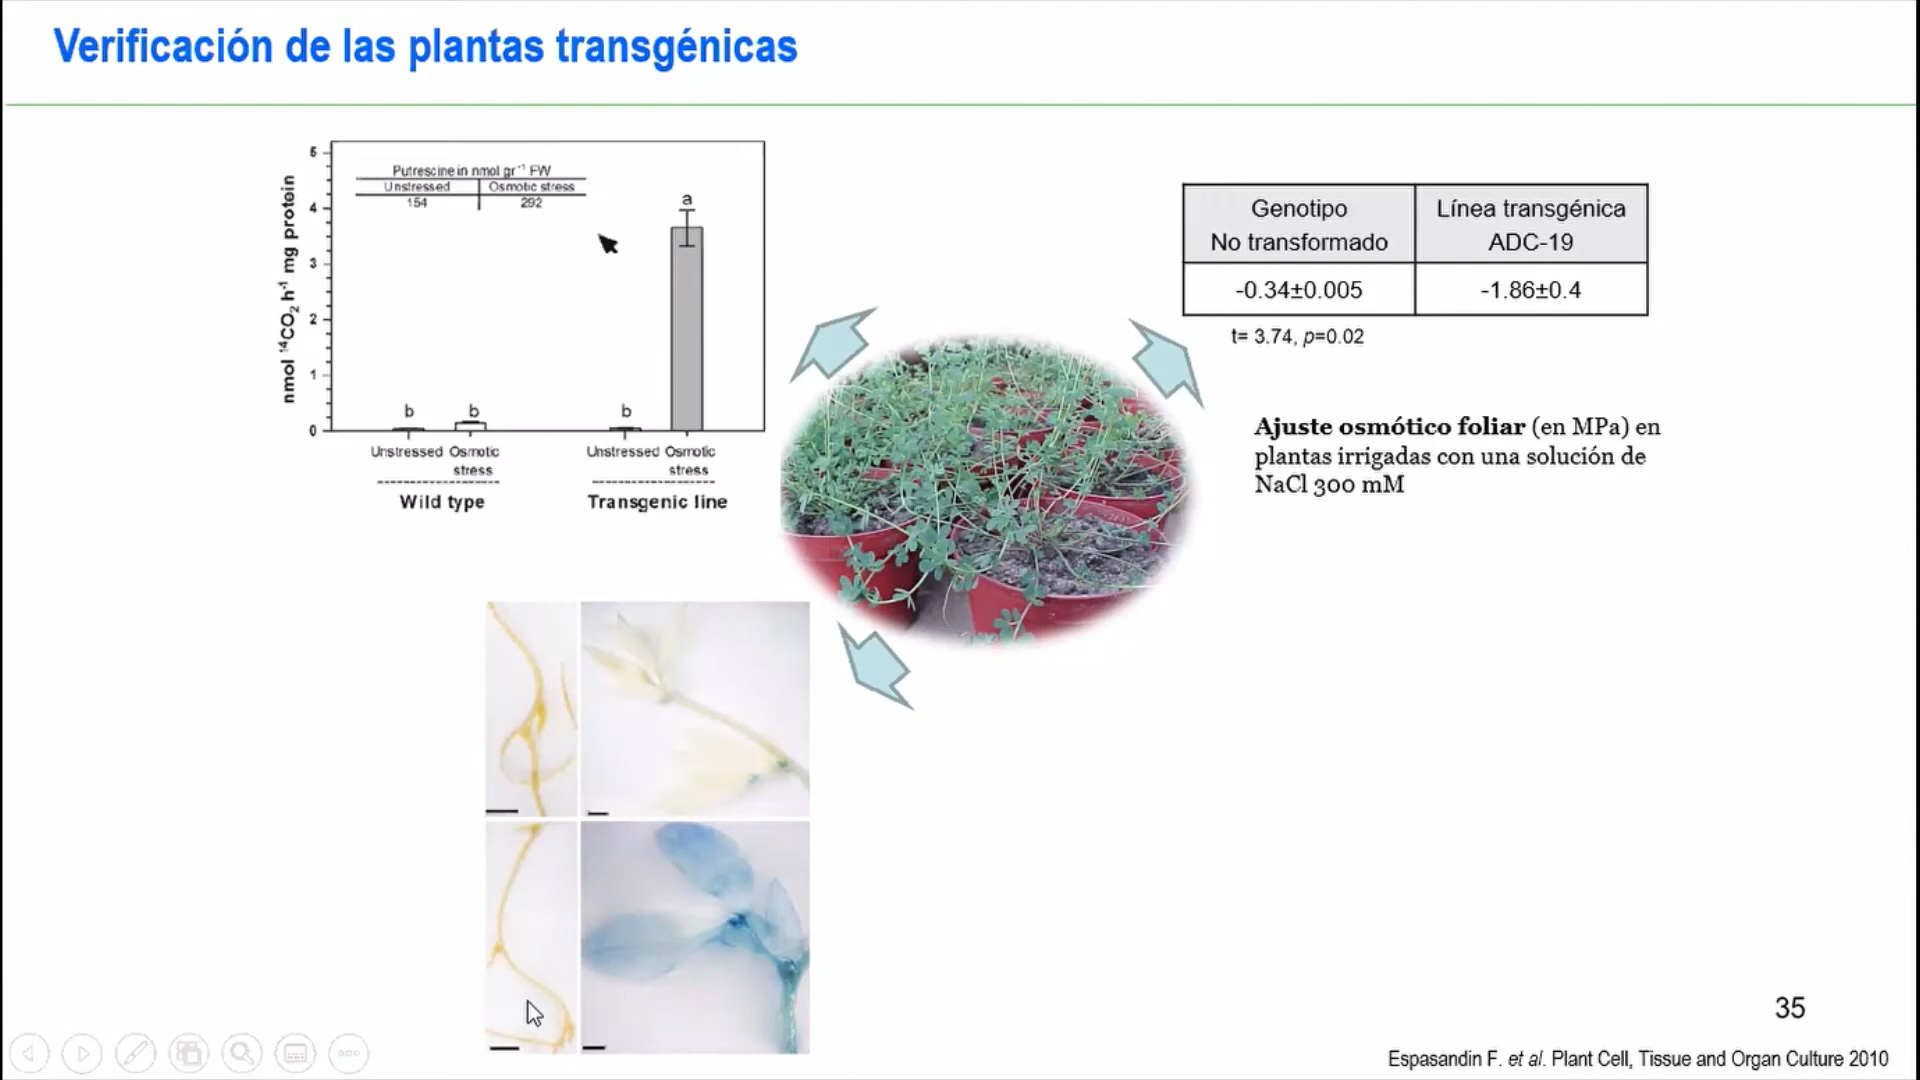 Verificación de las plantas transgénicas
Putrescine in nmol gr⁻¹ FW
Unstressed Osmotic stress
154 292
nmol ¹⁴CO₂ h⁻¹ mg protein
5
4
3
2
1
0
b b b a
Unstressed Osmotic stress Unstressed Osmotic stress
Wild type Transgenic line
Genotipo No transformado
Línea transgénica ADC-19
-0.34±0.005 -1.86±0.4
t= 3.74, p=0.02
Ajuste osmótico foliar (en MPa) en
plantas irrigadas con una solución de
NaCl 300 mM
35
Espasandin F. et al. Plant Cell, Tissue and Organ Culture 2010